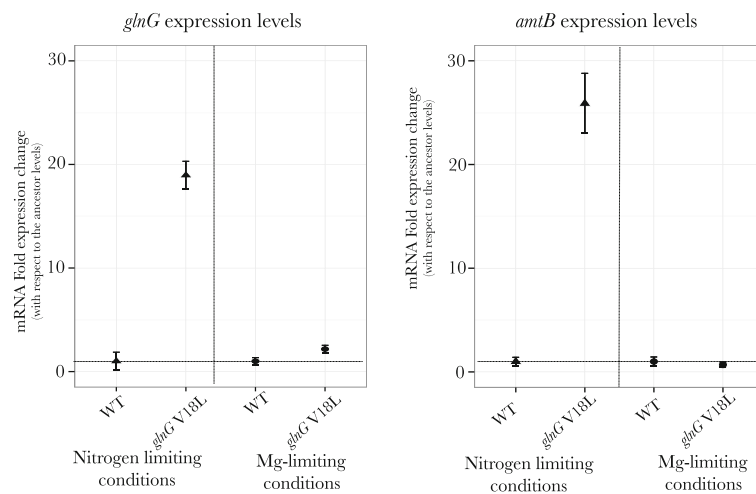 glnG expression levels
mRNA Fold expression change
(with respect to the ancestor levels)
30
20
10
0
WT
glnG V18L
WT
glnG V18L
Nitrogen limiting
conditions
Mg-limiting
conditions
amtB expression levels
mRNA Fold expression change
(with respect to the ancestor levels)
30
20
10
0
WT
glnG V18L
WT
glnG V18L
Nitrogen limiting
conditions
Mg-limiting
conditions